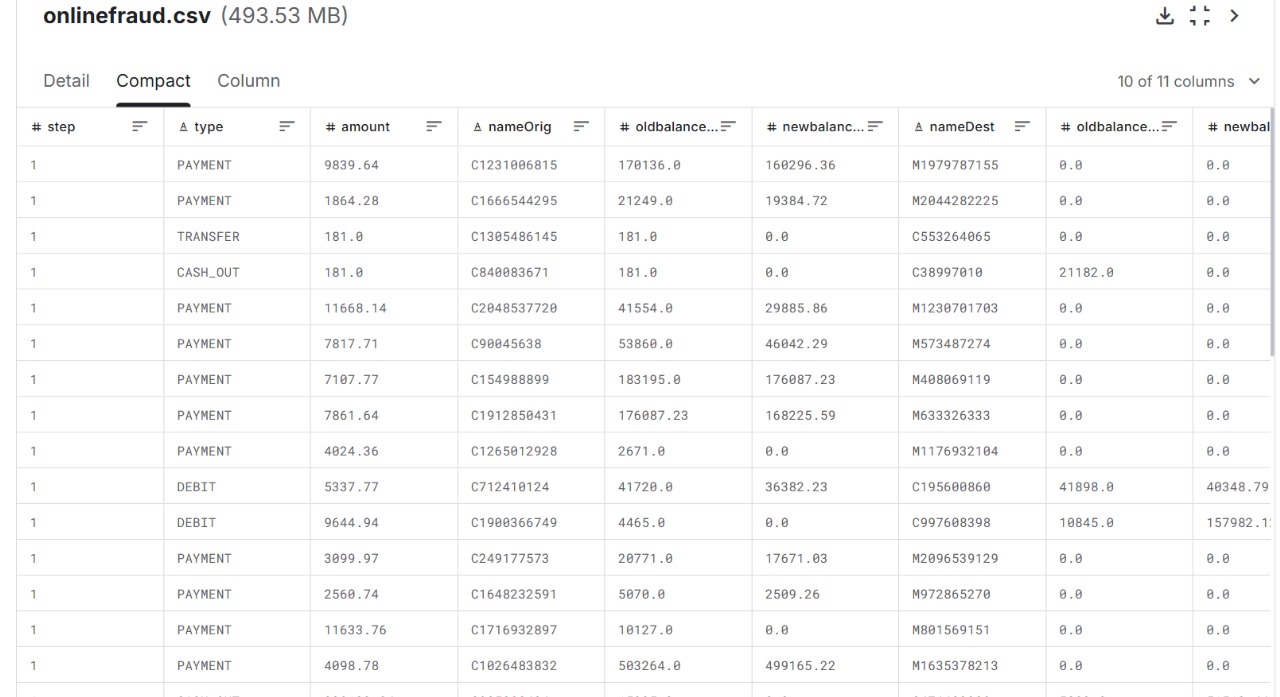 onlinefraud.csv (493.53 MB)
Detail Compact Column 10 of 11 columns
# step A type # amount A nameOrig # oldbalance... # newbalanc... A nameDest # oldbalance... # newbal
1 PAYMENT 9839.64 C1231006815 170136.0 160296.36 M1979787155 0.0 0.0
1 PAYMENT 1864.28 C1666544295 21249.0 19384.72 M2044282225 0.0 0.0
1 TRANSFER 181.0 C1305486145 181.0 0.0 C553264065 0.0 0.0
1 CASH_OUT 181.0 C840083671 181.0 0.0 C38997010 21182.0 0.0
1 PAYMENT 11668.14 C2048537720 41554.0 29885.86 M1230701703 0.0 0.0
1 PAYMENT 7817.71 C90045638 53860.0 46042.29 M573487274 0.0 0.0
1 PAYMENT 7107.77 C154988899 183195.0 176087.23 M408069119 0.0 0.0
1 PAYMENT 7861.64 C1912850431 176087.23 168225.59 M633326333 0.0 0.0
1 PAYMENT 4024.36 C1265012928 2671.0 0.0 M1176932104 0.0 0.0
1 DEBIT 5337.77 C712410124 41720.0 36382.23 C195600860 41898.0 40348.79
1 DEBIT 9644.94 C1900366749 4465.0 0.0 C997608398 10845.0 157982.1
1 PAYMENT 3099.97 C249177573 20771.0 17671.03 M2096539129 0.0 0.0
1 PAYMENT 2560.74 C1648232591 5070.0 2509.26 M972865270 0.0 0.0
1 PAYMENT 11633.76 C1716932897 10127.0 0.0 M801569151 0.0 0.0
1 PAYMENT 4098.78 C1026483832 503264.0 499165.22 M1635378213 0.0 0.0